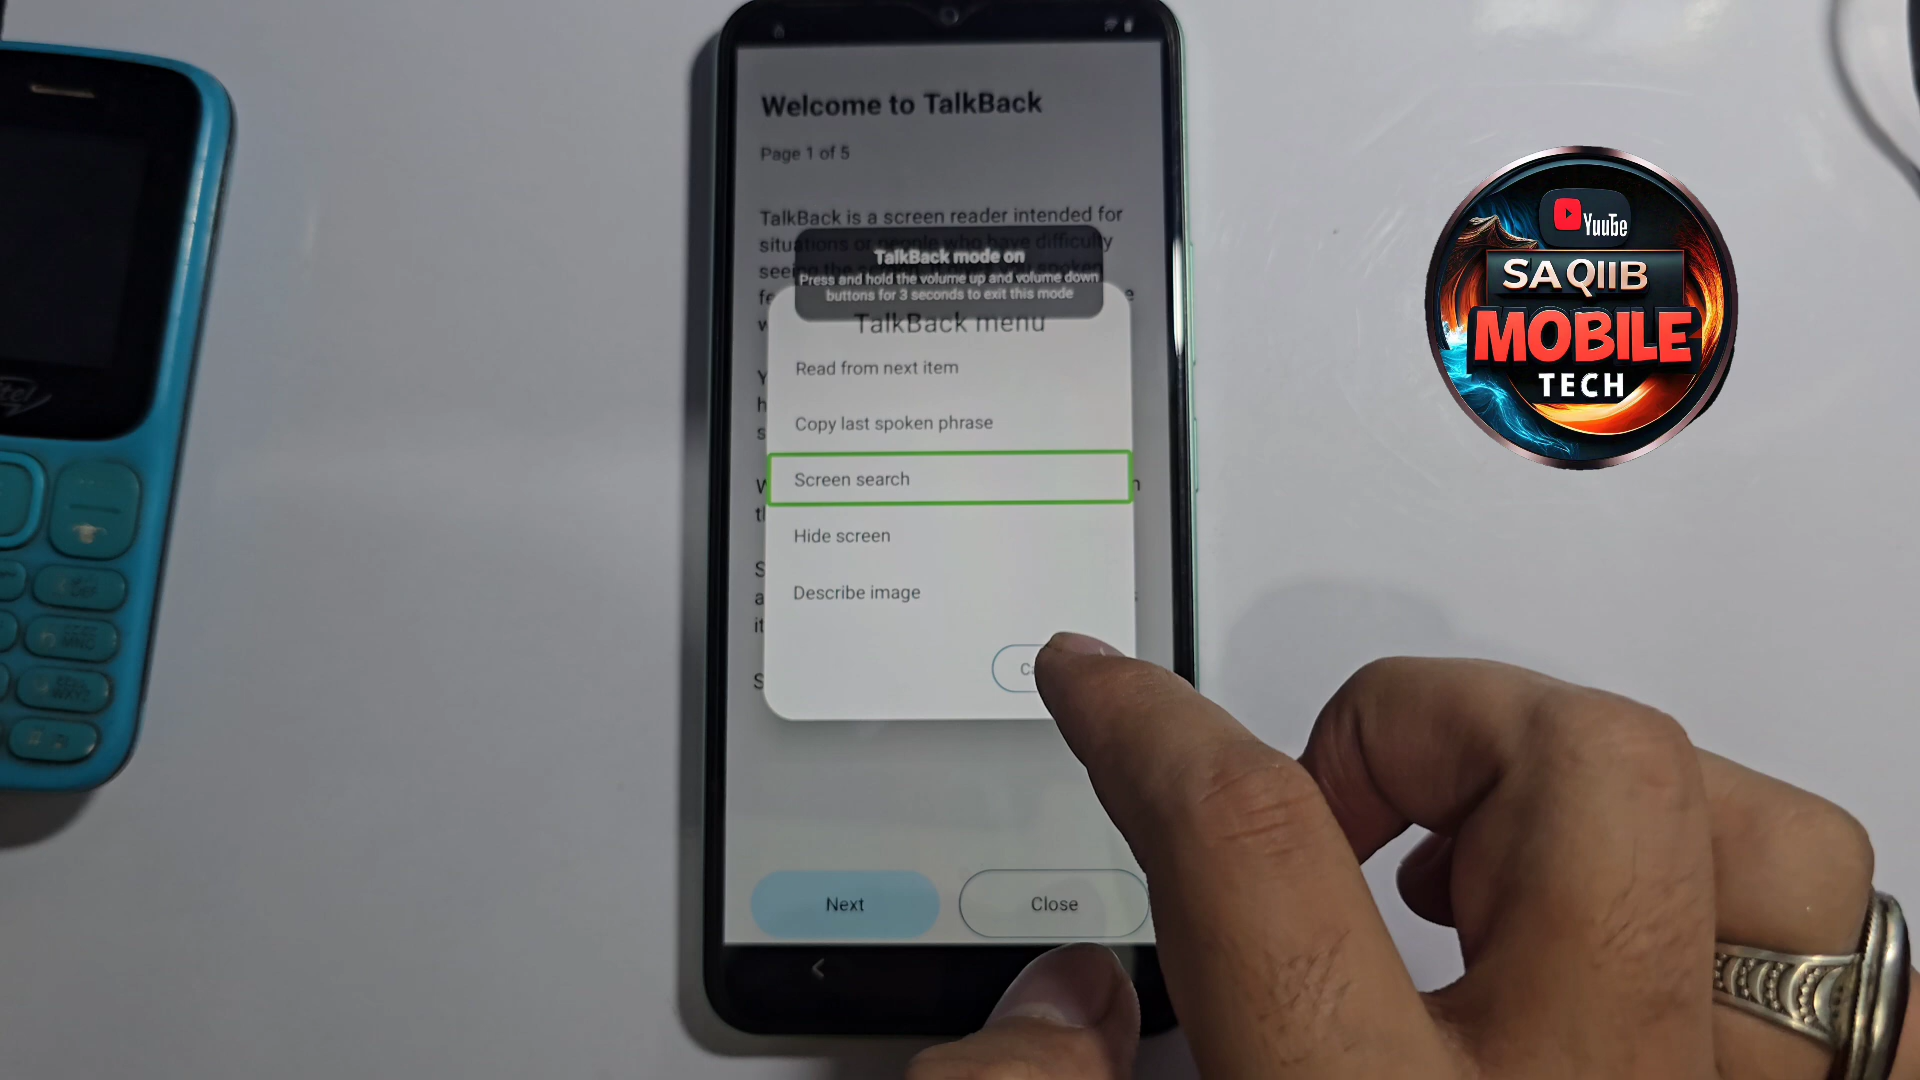 Welcome to TalkBack
Page 1 of 5
TalkBack is a screen reader intended for
situations or people who have difficulty
TalkBack mode on
Press and hold the volume up and volume down
buttons for 3 seconds to exit this mode
TalkBack menu
Read from next item
Copy last spoken phrase
Screen search
Hide screen
Describe image
Next
Close
YuuBe
SAQIIB
MOBILE
TECH